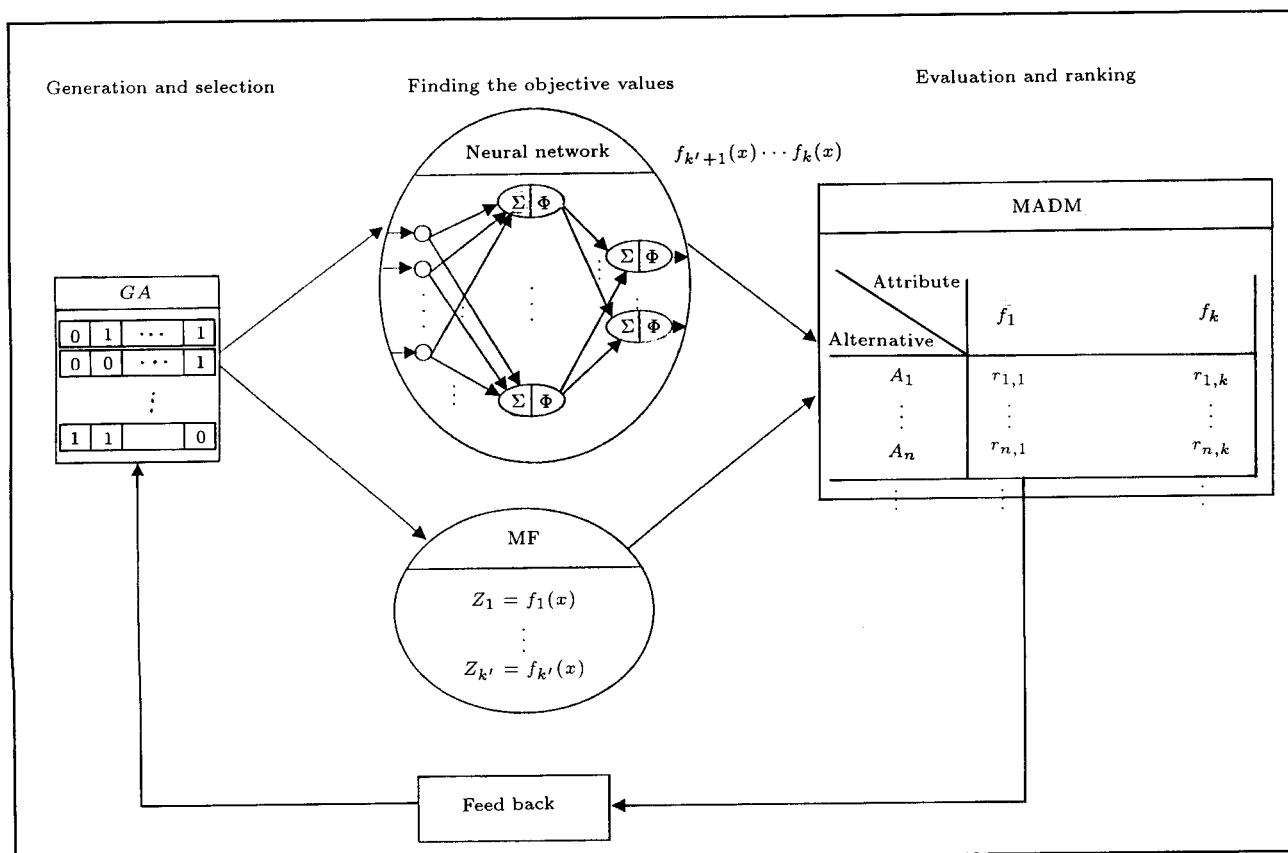 Generation and selection
Finding the objective values
Evaluation and ranking
Neural network
f_{k'+1}(x) ··· f_k(x)
Σ Φ
Σ Φ
Σ Φ
Σ Φ
GA
0 1 ··· 1
0 0 ··· 1
⋮
1 1 0
MF
Z_1 = f_1(x)
⋮
Z_{k'} = f_{k'}(x)
MADM
Attribute
Alternative
f_1 f_k
A_1 r_{1,1} r_{1,k}
⋮ ⋮ ⋮
A_n r_{n,1} r_{n,k}
⋮ ⋮ ⋮
Feed back